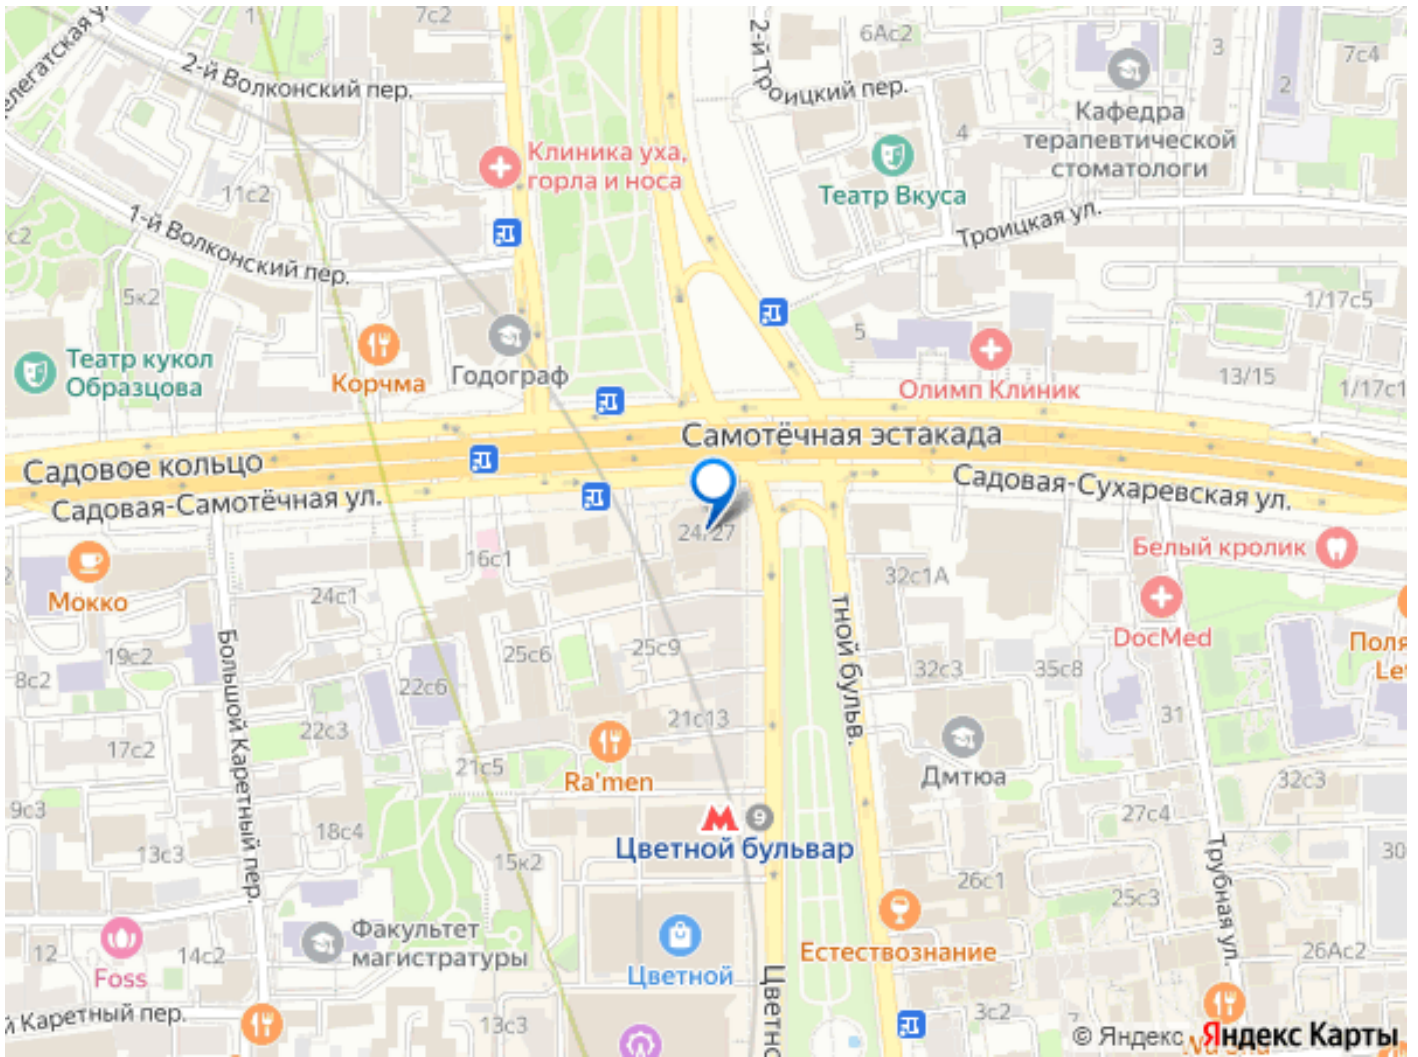 7с2
2-й Волконский пер.
2-й Троицкий пер.
6Ас2
3
7с4
2
Кафедра
терапевтической
стоматологи
4
Клиника уха,
горла и носа
Театр Вкуса
11с2
1-й Волконский пер.
Троицкая ул.
5к2
1/17с5
5
Театр кукол
Образцова
Корчма
Годограф
Олимп Клиник
13/15
1/17с1
Самотёчная эстакада
Садовое кольцо
Садовая-Самотёчная ул.
Садовая-Сухаревская ул.
24/27
16с1
Белый кролик
32с1А
Мокко
24с1
DocMed
тной бульв.
Большой Каретный пер.
19с2
25с6
25с9
8с2
22с6
32с3
35с8
22с3
21с13
31
17с2
Ra'men
21с5
Дмтюа
32с3
9с3
18с4
9
Цветной бульвар
27с4
13с3
15к2
26с1
25с3
30
Трубная ул.
Факультет
магистратуры
12
14с2
Foss
Цветной
Естествознание
26Ас2
й Каретный пер.
13с3
Цветно
3с2
© Яндекс Яндекс Карты